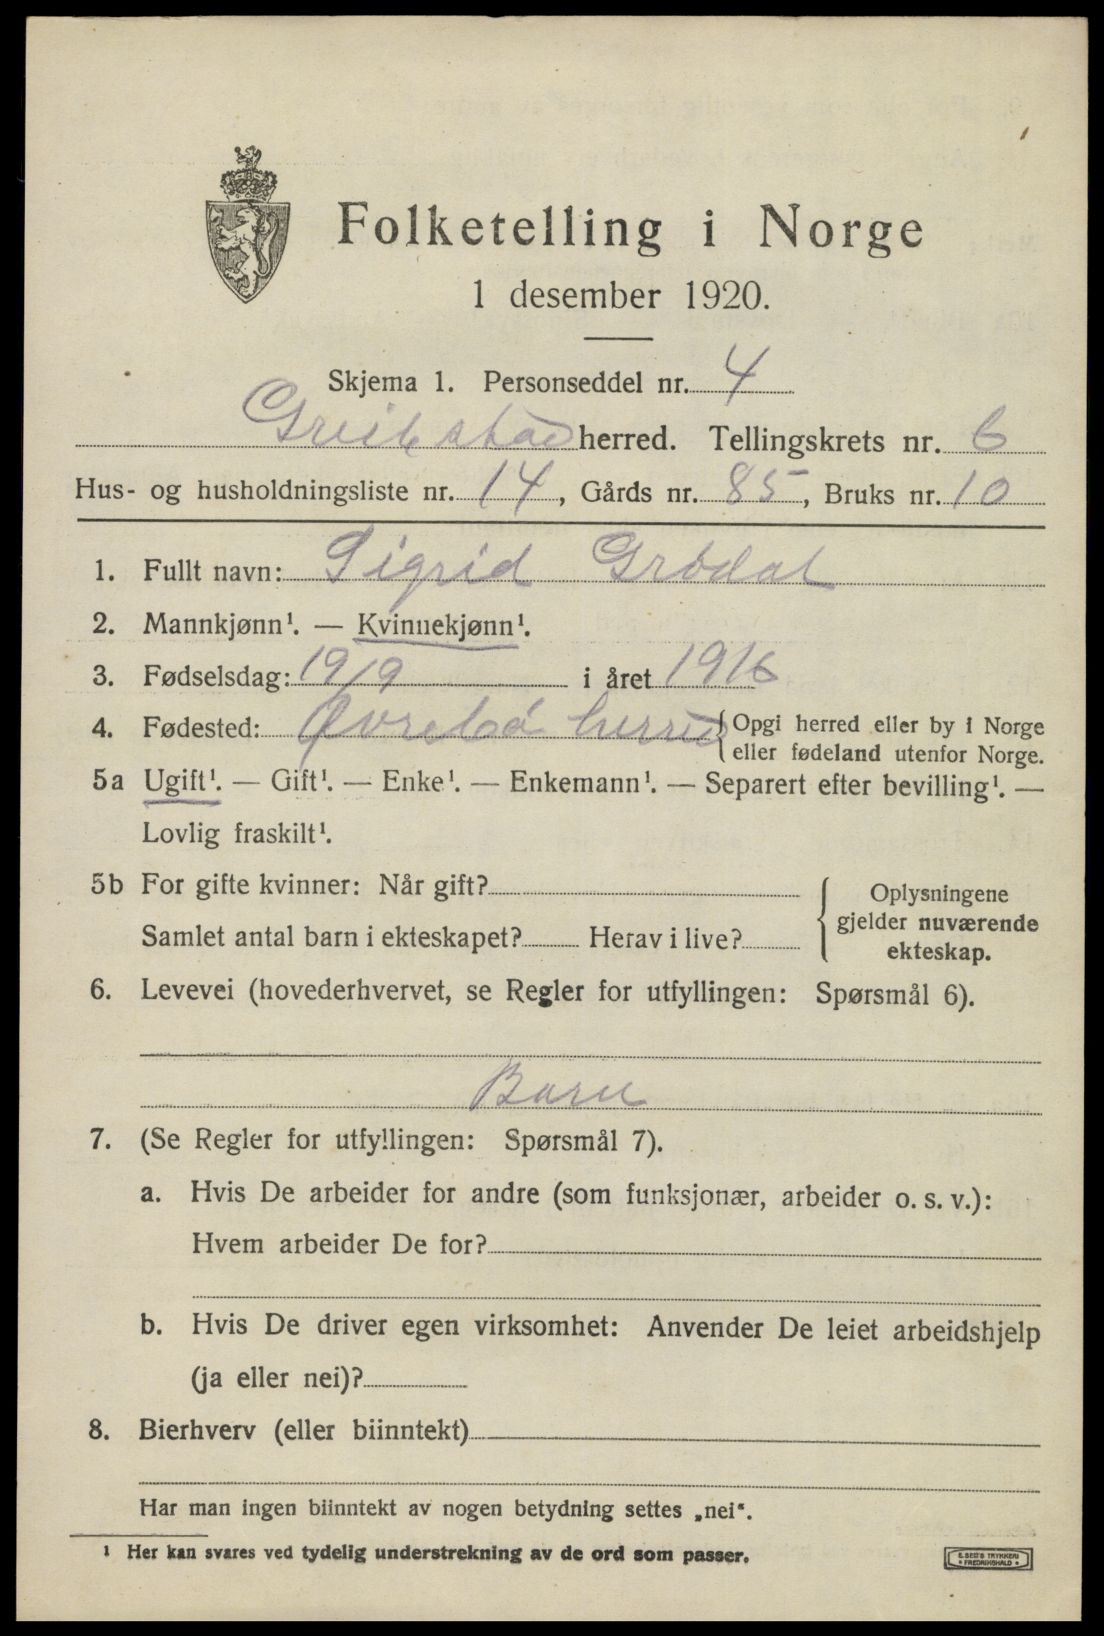 Folketelling i Norge
1 desember 1920.
Skjema 1. Personseddel nr. 4
Greibstad herred. Tellingskrets nr. 6
Hus- og husholdningsliste nr. 14, Gårds nr. 85, Bruks nr. 10
1. Fullt navn: Sigrid Grødal
2. Mannkjønn¹. — Kvinnekjønn¹.
3. Fødselsdag: 19/9 i året 1916
4. Fødested: Øvrebø herred {Opgi herred eller by i Norge
eller fødeland utenfor Norge.
5a Ugift¹. — Gift¹. — Enke¹. — Enkemann¹. — Separert efter bevilling¹. —
Lovlig fraskilt¹.
5b For gifte kvinner: Når gift?
Samlet antal barn i ekteskapet? Herav i live?
{Oplysningene
gjelder nuværende
ekteskap.
6. Levevei (hovederhvervet, se Regler for utfyllingen: Spørsmål 6).
Barn
7. (Se Regler for utfyllingen: Spørsmål 7).
a. Hvis De arbeider for andre (som funksjonær, arbeider o. s. v.):
Hvem arbeider De for?
b. Hvis De driver egen virksomhet: Anvender De leiet arbeidshjelp
(ja eller nei)?
8. Bierhverv (eller biinntekt)
Har man ingen biinntekt av nogen betydning settes „nei“.
¹ Her kan svares ved tydelig understrekning av de ord som passer.
E. SEM'S TRYKKERI
• FREDRIKSHALD •